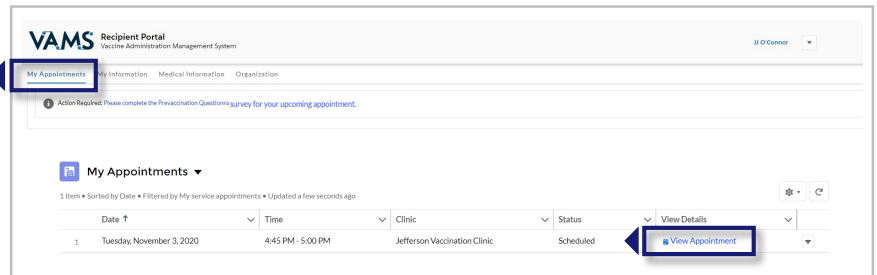 VAMS Recipient Portal
Vaccine Administration Management System
JJ O'Connor
My Appointments My Information Medical Information Organization
Action Required: Please complete the Prevaccination Questionna survey for your upcoming appointment.
My Appointments
1 item • Sorted by Date • Filtered by My service appointments • Updated a few seconds ago
Date ↑ Time Clinic Status View Details
1 Tuesday, November 3, 2020 4:45 PM - 5:00 PM Jefferson Vaccination Clinic Scheduled View Appointment